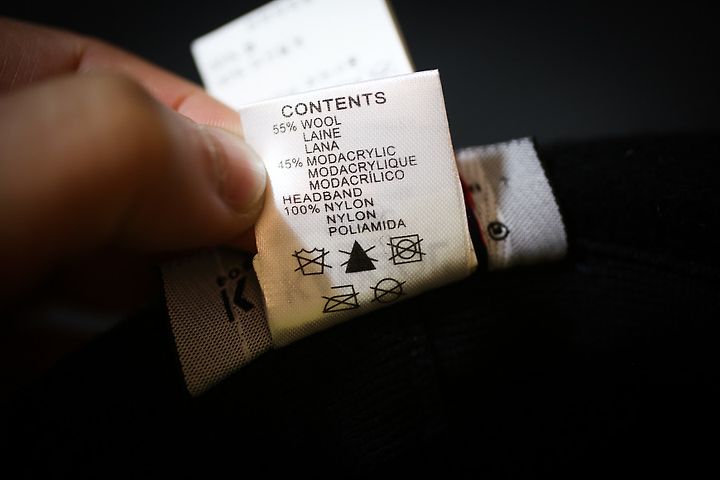 CONTENTS
55% WOOL
LAINE
LANA
45% MODACRYLIC
MODACRYLIQUE
MODACRÍLICO
HEADBAND
100% NYLON
NYLON
POLIAMIDA
K
®